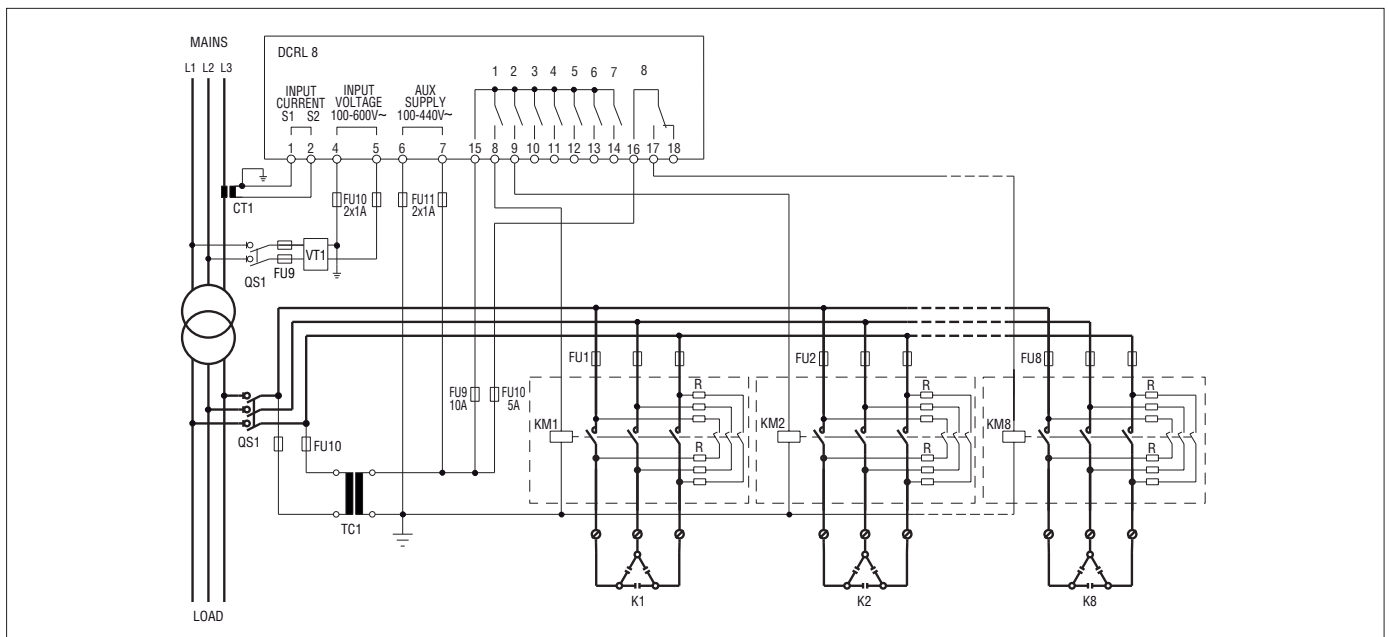 MAINS
L1 L2 L3
DCRL 8
INPUT
CURRENT
S1 S2
INPUT
VOLTAGE
100-600V~
AUX
SUPPLY
100-440V~
1 2 3 4 5 6 7 8
1 2 4 5 6 7 15 8 9 10 11 12 13 14 16 17 18
CT1
FU10
2x1A
FU11
2x1A
VT1
FU9
QS1
FU1
FU2
FU8
FU9
10A
FU10
5A
R
R
R
KM1
KM2
KM8
QS1
FU10
R
R
R
TC1
K1
K2
K8
LOAD